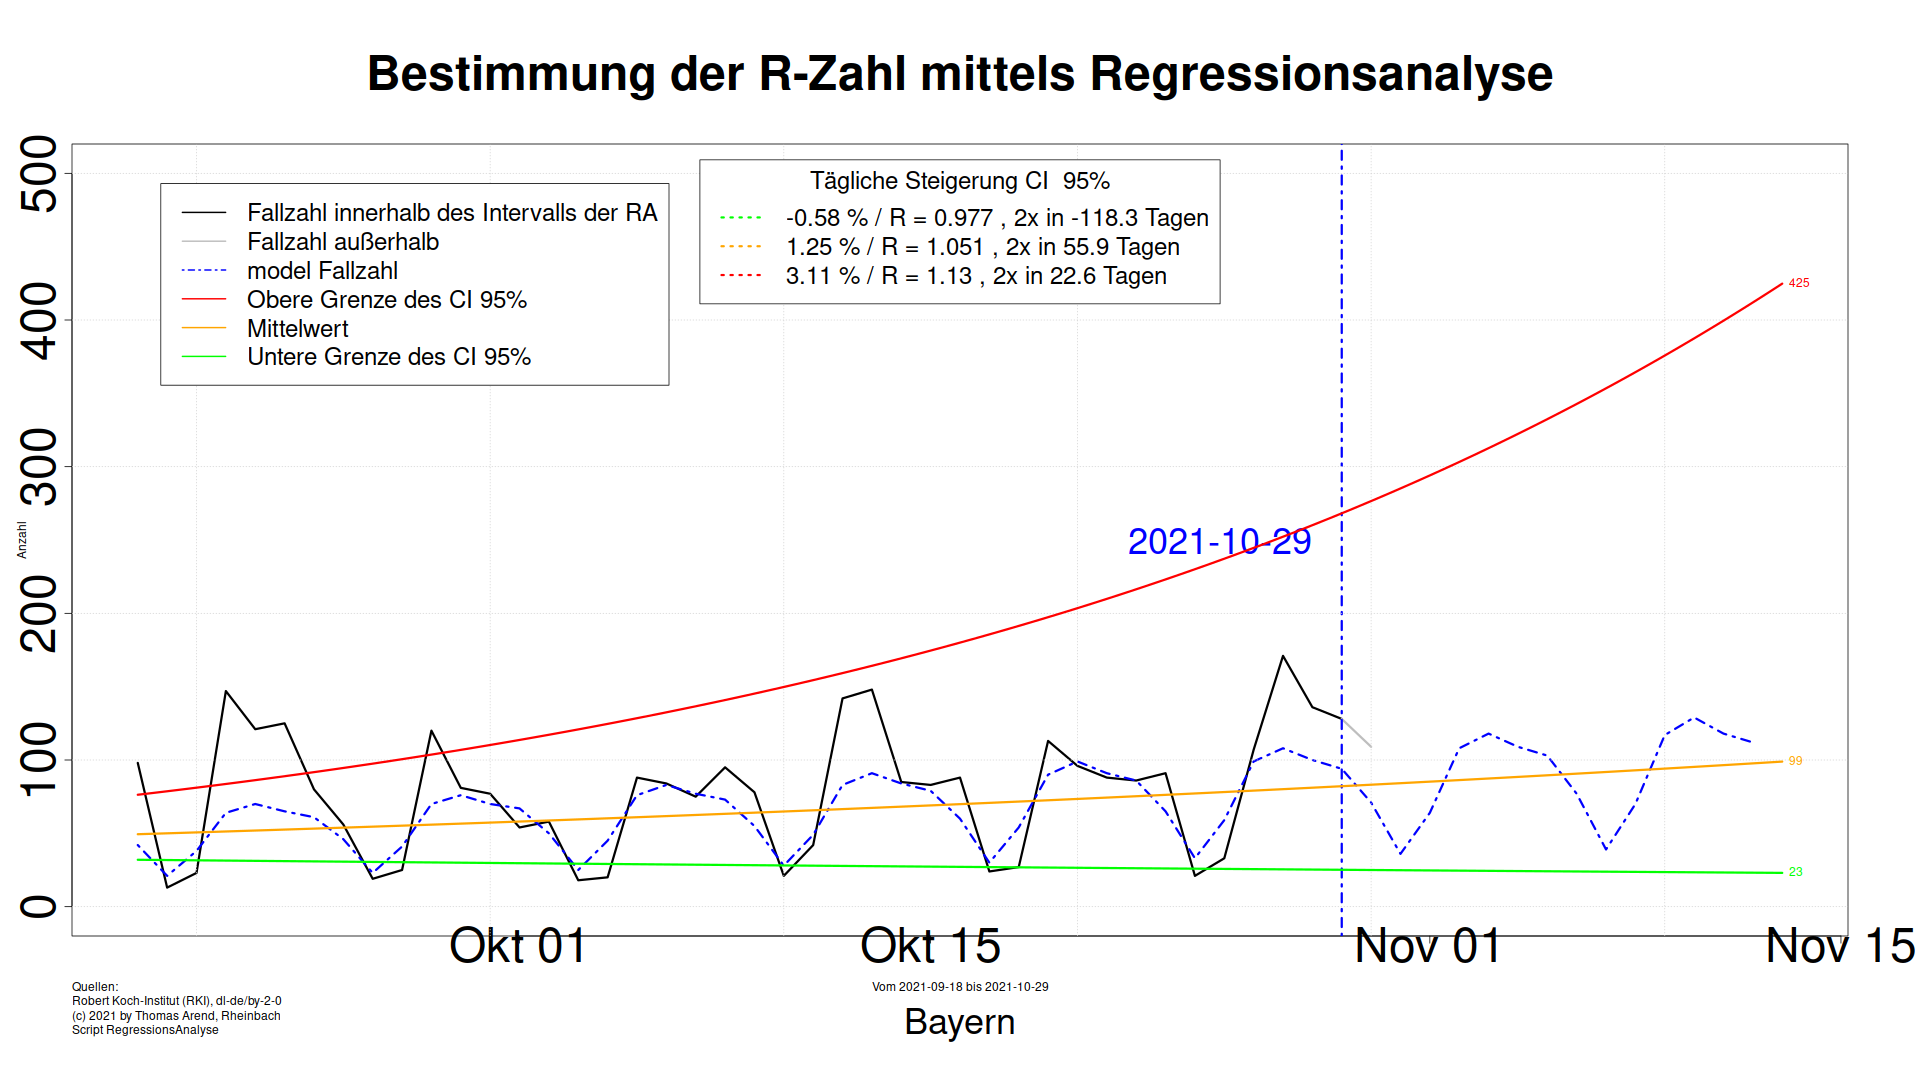 Bestimmung der R-Zahl mittels Regressionsanalyse
500
400
300
200
100
0
Anzahl
Fallzahl innerhalb des Intervalls der RA
Fallzahl außerhalb
model Fallzahl
Obere Grenze des CI 95%
Mittelwert
Untere Grenze des CI 95%
Tägliche Steigerung CI  95%
-0.58 % / R = 0.977 , 2x in -118.3 Tagen
1.25 % / R = 1.051 , 2x in 55.9 Tagen
3.11 % / R = 1.13 , 2x in 22.6 Tagen
425
2021-10-29
99
23
Okt 01 Okt 15 Nov 01 Nov 15
Quellen:
Robert Koch-Institut (RKI), dl-de/by-2-0
(c) 2021 by Thomas Arend, Rheinbach
Script RegressionsAnalyse
Vom 2021-09-18 bis 2021-10-29
Bayern